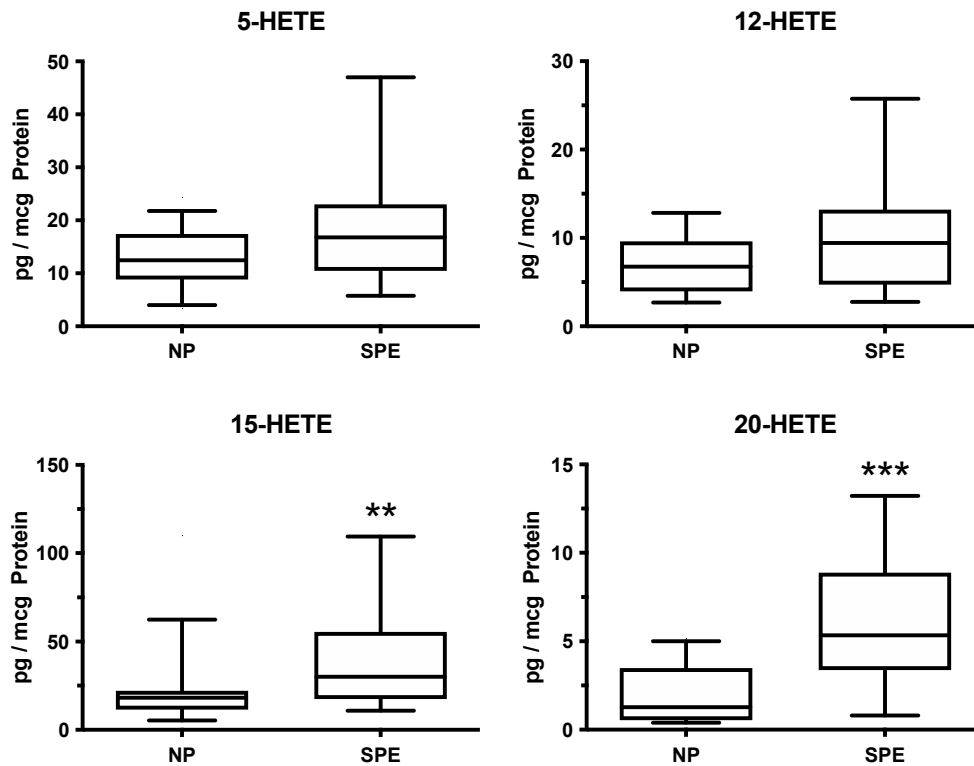 5-HETE
pg / mcg Protein
50
40
30
20
10
0
NP SPE
12-HETE
pg / mcg Protein
30
20
10
0
NP SPE
15-HETE
pg / mcg Protein
150
100
50
0
**
NP SPE
20-HETE
pg / mcg Protein
15
10
5
0
***
NP SPE